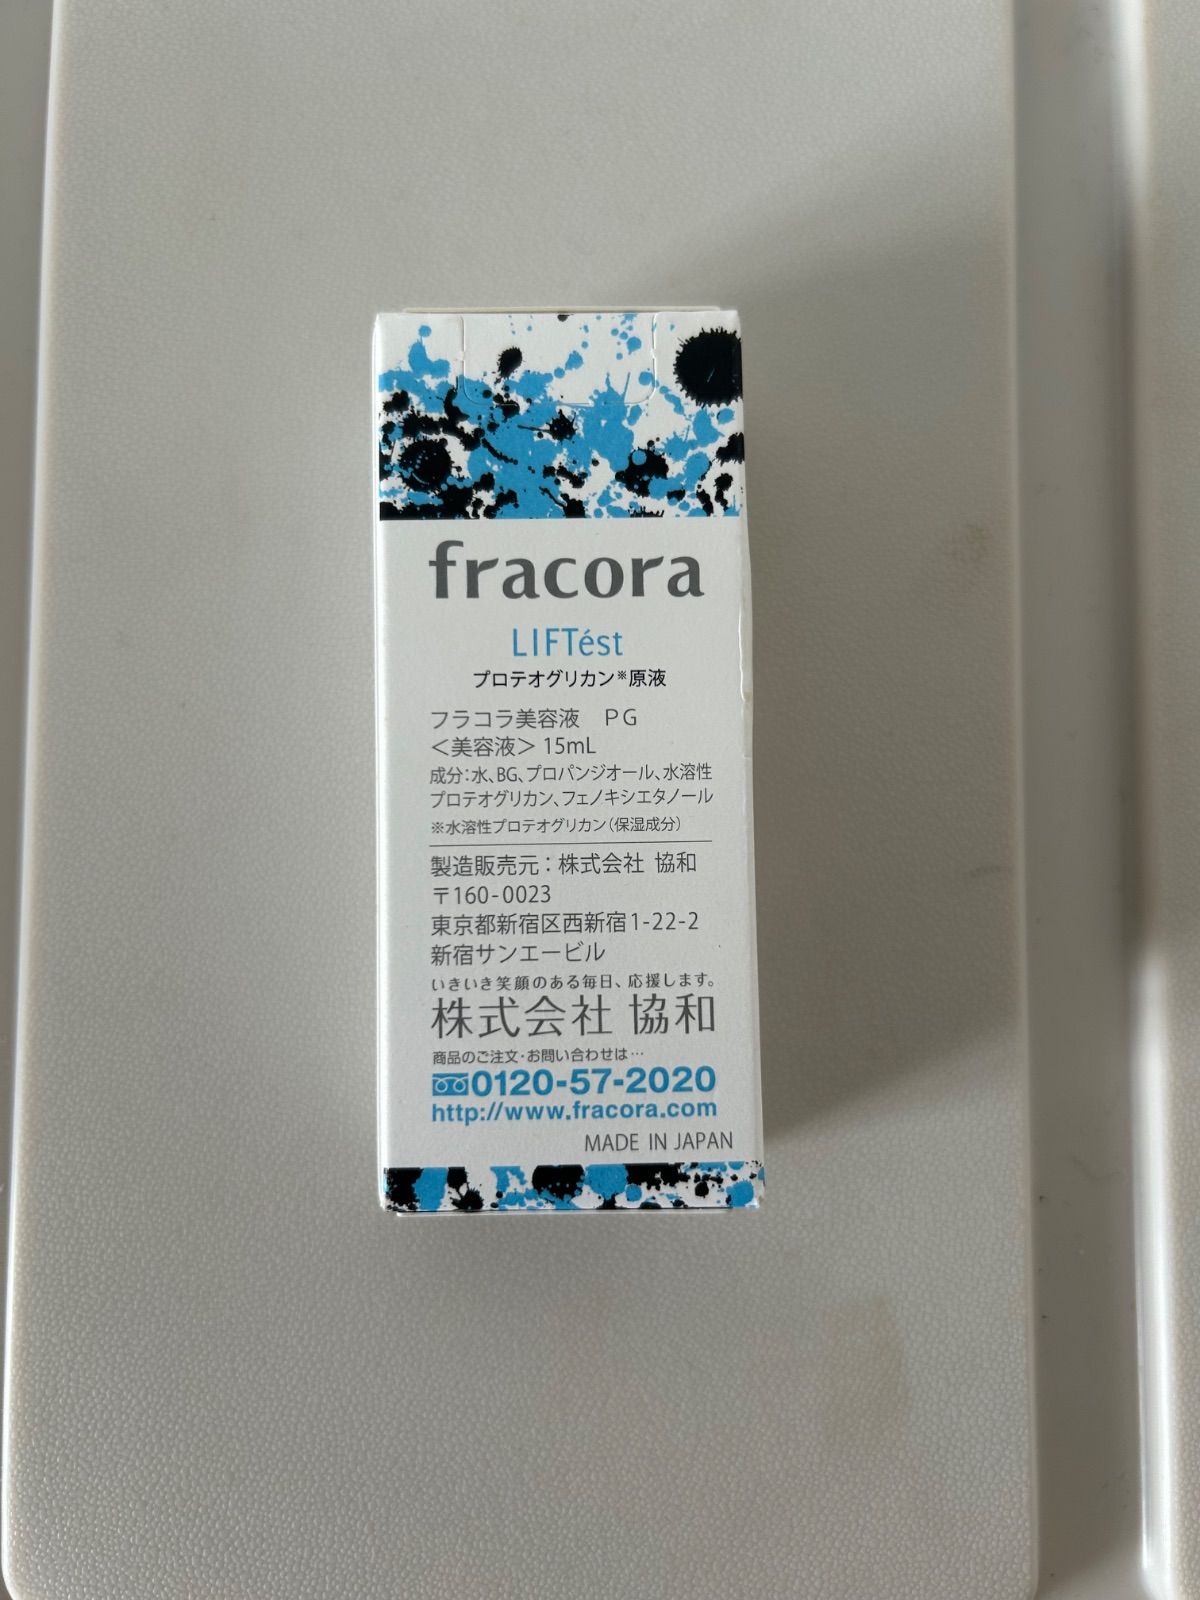 fracora
LIFTést
プロテオグリカン※原液
フラコラ美容液 PG
＜美容液＞ 15mL
成分:水、BG、プロパンジオール、水溶性
プロテオグリカン、フェノキシエタノール
※水溶性プロテオグリカン(保湿成分)
製造販売元:株式会社 協和
〒160-0023
東京都新宿区西新宿1-22-2
新宿サンエービル
いきいき笑顔のある毎日、応援します。
株式会社 協和
商品のご注文・お問い合わせは…
0120-57-2020
http://www.fracora.com
MADE IN JAPAN